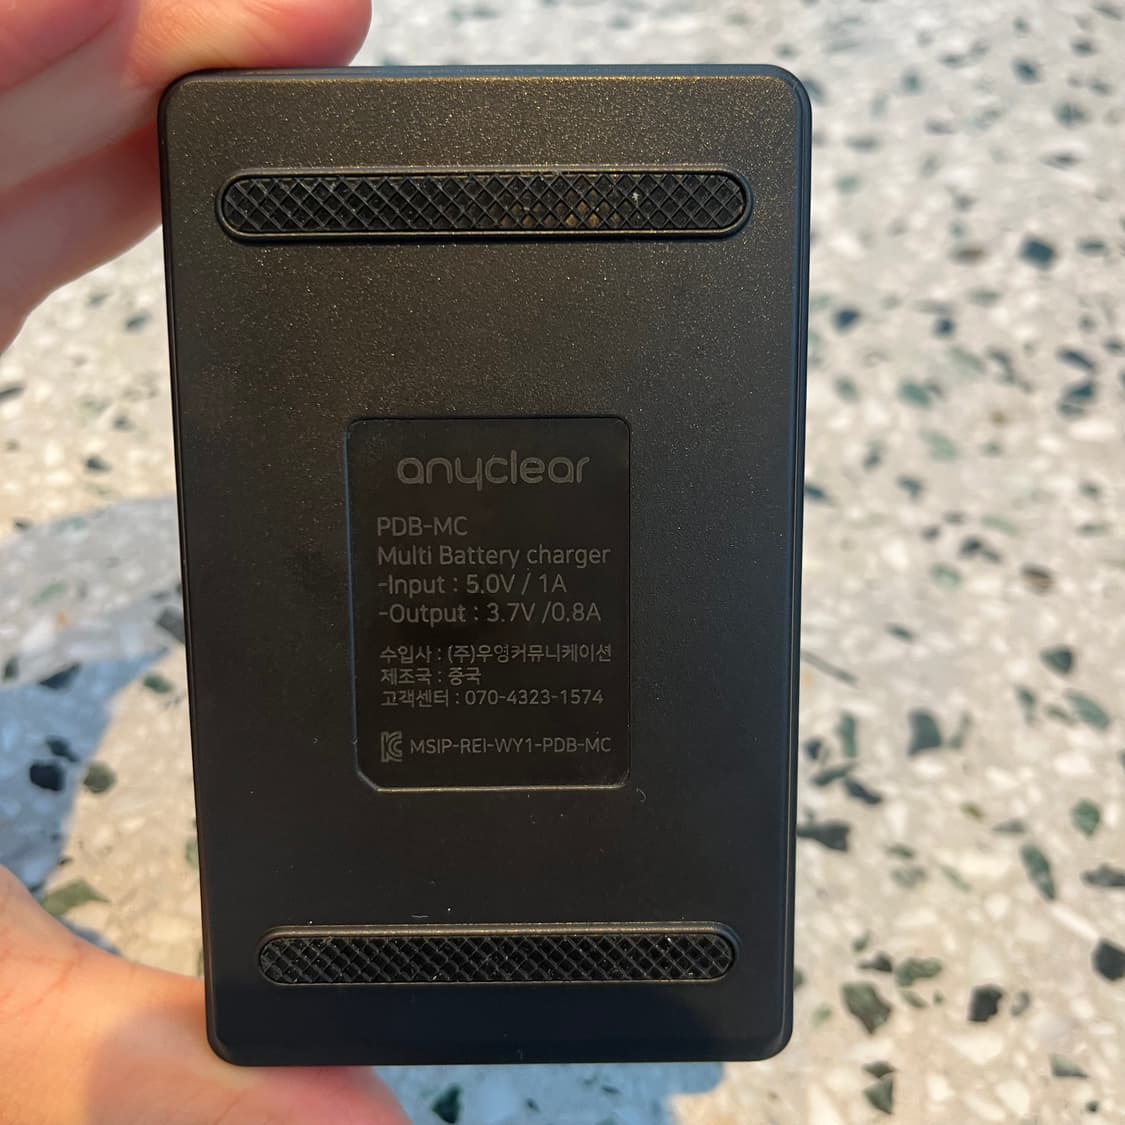 anyclear
PDB-MC
Multi Battery charger
-Input : 5.0V / 1A
-Output : 3.7V /0.8A
수입사 : (주)우영커뮤니케이션
제조국 : 중국
고객센터 : 070-4323-1574
KC MSIP-REI-WY1-PDB-MC